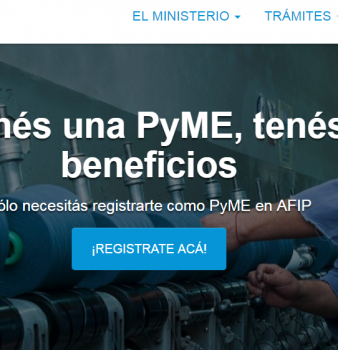 EL MINISTERIO TRÁMITES
nés una PyME, tenés
beneficios
ólo necesitás registrarte como PyME en AFIP
¡REGISTRATE ACÁ!